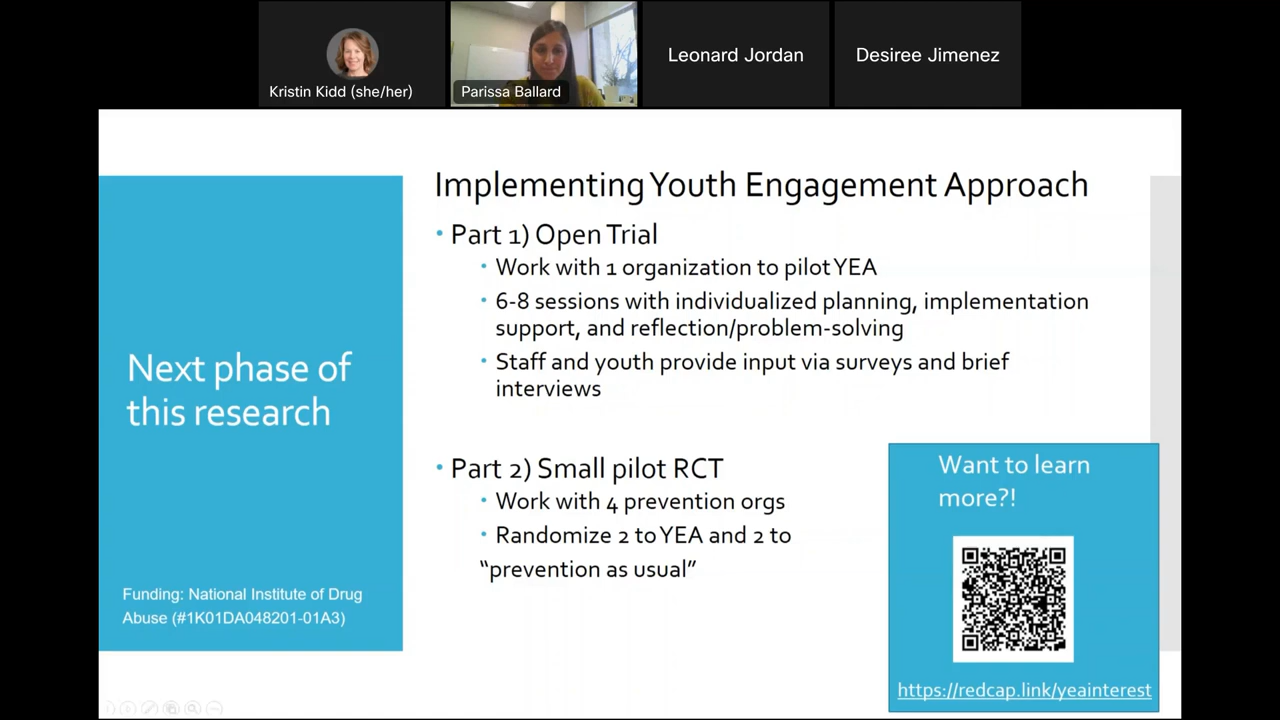 Kristin Kidd (she/her)
Parissa Ballard
Leonard Jordan
Desiree Jimenez
Next phase of
this research
Funding: National Institute of Drug
Abuse (#1K01DA048201-01A3)
Implementing Youth Engagement Approach
• Part 1) Open Trial
• Work with 1 organization to pilot YEA
• 6-8 sessions with individualized planning, implementation
support, and reflection/problem-solving
• Staff and youth provide input via surveys and brief
interviews
• Part 2) Small pilot RCT
• Work with 4 prevention orgs
• Randomize 2 to YEA and 2 to
“prevention as usual”
Want to learn
more?!
https://redcap.link/yeainterest